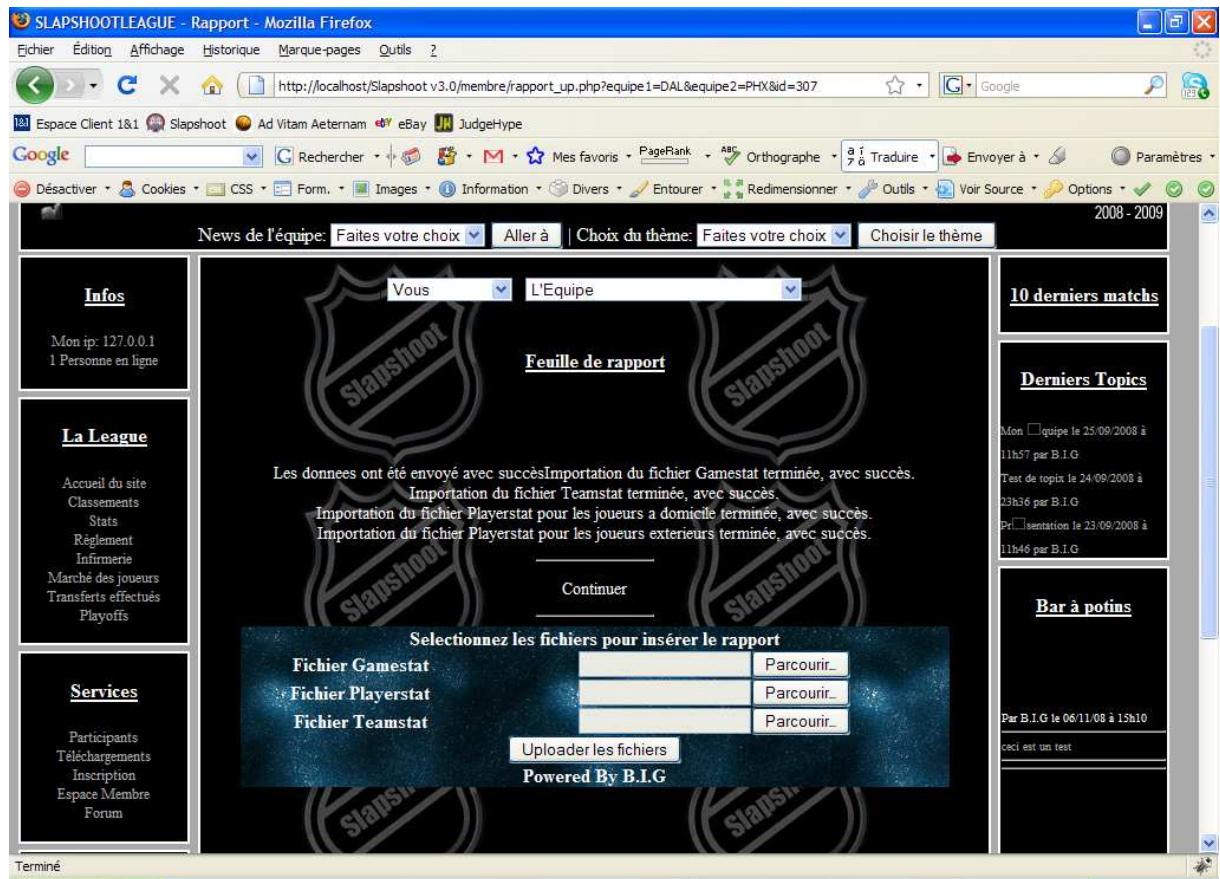 SLAPSHOOTLEAGUE - Rapport - Mozilla Firefox
Fichier Édition Affichage Historique Marque-pages Outils ?
http://localhost/Slapshoot v3.0/membre/rapport_up.php?equipe1=DAL&equipe2=PHX&id=307
G Google
123
Espace Client 1&1 Slapshoot Ad Vitam Aeternam eBay JudgeHype
Google Rechercher Mes favoris PageRank Orthographe Traduire Envoyer à Paramètres
Désactiver Cookies CSS Form. Images Information Divers Entourer Redimensionner Outils Voir Source Options
2008 - 2009
News de l'équipe: Faites votre choix Aller à | Choix du thème: Faites votre choix Choisir le thème
Infos
Mon ip: 127.0.0.1
1 Personne en ligne
La League
Accueil du site
Classements
Stats
Règlement
Infirmerie
Marché des joueurs
Transferts effectués
Playoffs
Services
Participants
Téléchargements
Inscription
Espace Membre
Forum
Vous L'Equipe
Slapshoot Slapshoot
Feuille de rapport
Les donnees ont été envoyé avec succèsImportation du fichier Gamestat terminée, avec succès.
Importation du fichier Teamstat terminée, avec succès.
Importation du fichier Playerstat pour les joueurs a domicile terminée, avec succès.
Importation du fichier Playerstat pour les joueurs exterieurs terminée, avec succès.
Slapshoot Slapshoot
Continuer
Selectionnez les fichiers pour insérer le rapport
Fichier Gamestat Parcourir...
Fichier Playerstat Parcourir...
Fichier Teamstat Parcourir...
Uploader les fichiers
Powered By B.I.G
Slapshoot Slapshoot
10 derniers matchs
Derniers Topics
Mon □quipe le 25/09/2008 à
11h57 par B.I.G
Test de topix le 24/09/2008 à
23h36 par B.I.G
Pr□sentation le 23/09/2008 à
11h46 par B.I.G
Bar à potins
Par B.I.G le 06/11/08 à 15h10
ceci est un test
Terminé